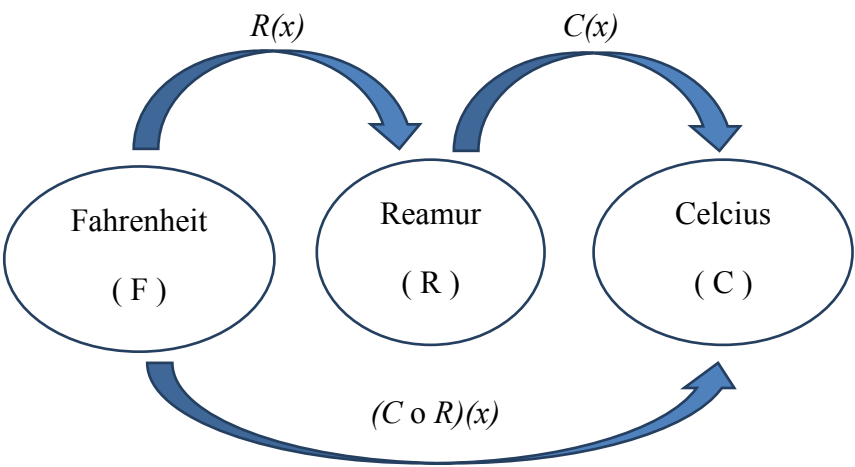 R(x)
C(x)
Fahrenheit
( F )
Reamur
( R )
Celcius
( C )
(C o R)(x)